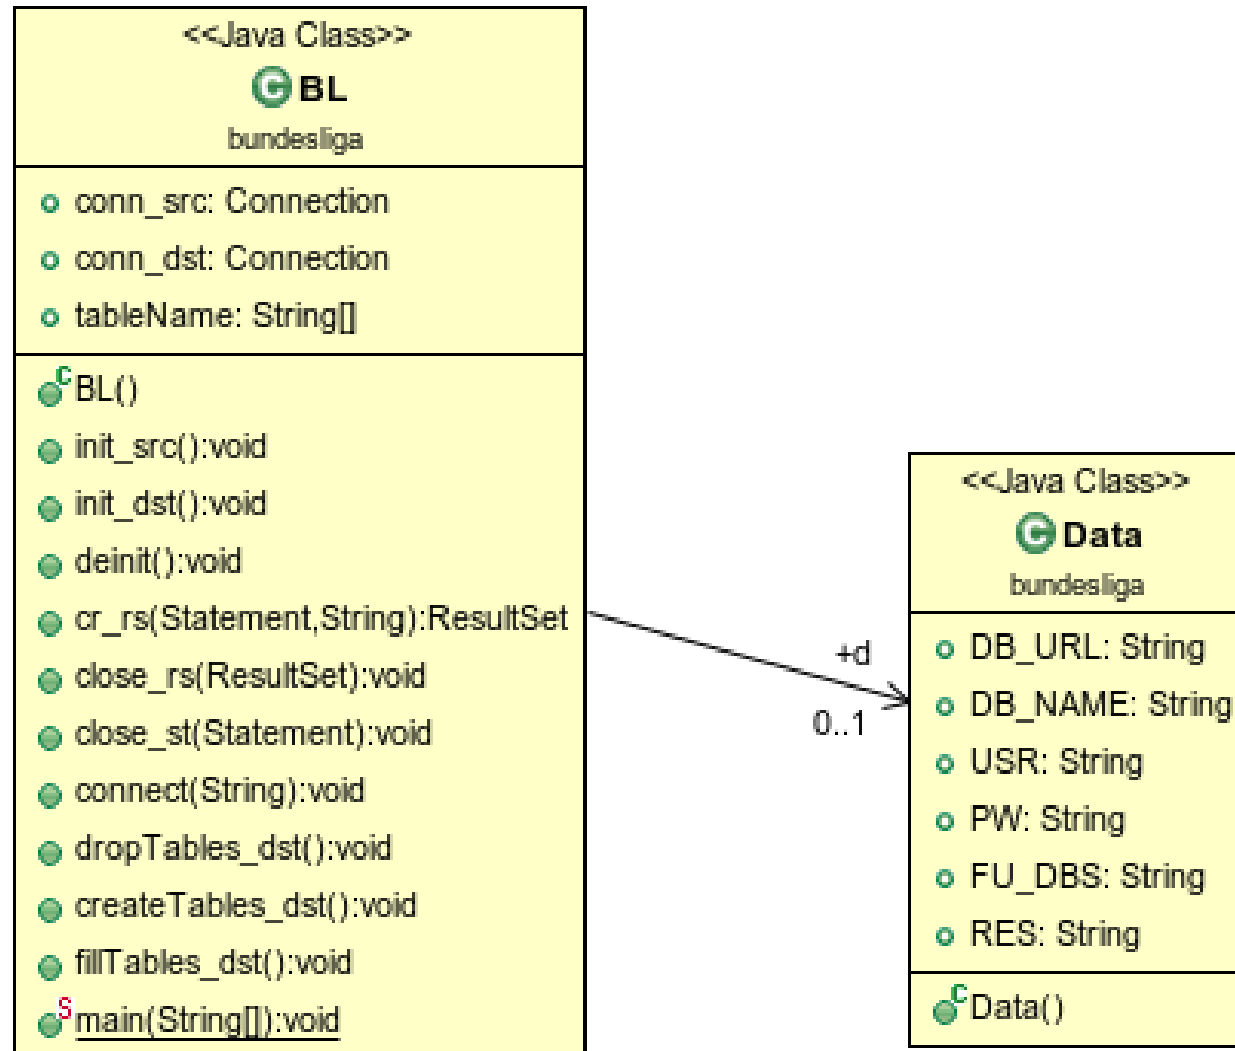 <<Java Class>>
BL
bundesliga
conn_src: Connection
conn_dst: Connection
tableName: String[]
BL()
init_src():void
init_dst():void
deinit():void
cr_rs(Statement,String):ResultSet
close_rs(ResultSet):void
close_st(Statement):void
connect(String):void
dropTables_dst():void
createTables_dst():void
fillTables_dst():void
main(String[]):void
+d
0..1
<<Java Class>>
Data
bundesliga
DB_URL: String
DB_NAME: String
USR: String
PW: String
FU_DBS: String
RES: String
Data()